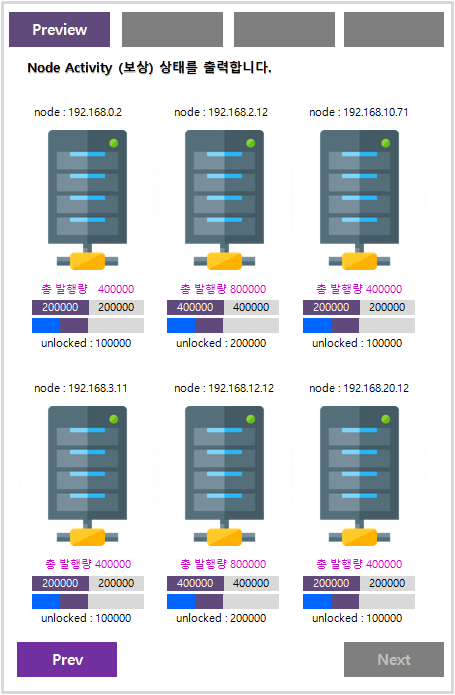 Preview
Node Activity (보상) 상태를 출력합니다.
node : 192.168.0.2 node : 192.168.2.12 node : 192.168.10.71
총 발행량 400000 총 발행량 800000 총 발행량 400000
200000 200000 400000 400000 200000 200000
unlocked : 100000 unlocked : 200000 unlocked : 100000
node : 192.168.3.11 node : 192.168.12.12 node : 192.168.20.12
총 발행량 400000 총 발행량 800000 총 발행량 400000
200000 200000 400000 400000 200000 200000
unlocked : 100000 unlocked : 200000 unlocked : 100000
Prev Next